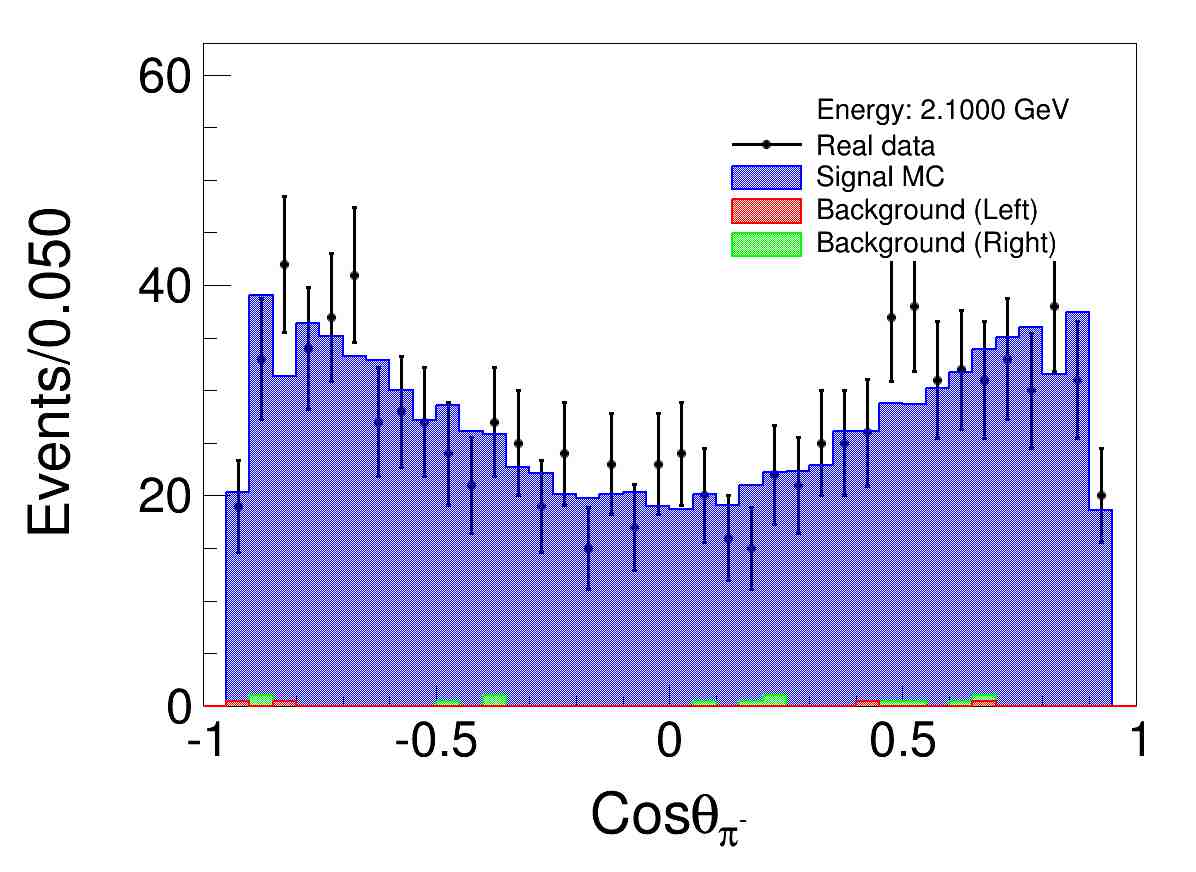 Events/0.050
60
40
20
0
Energy: 2.1000 GeV
Real data
Signal MC
Background (Left)
Background (Right)
-1
-0.5
0
0.5
1
Cosθπ-